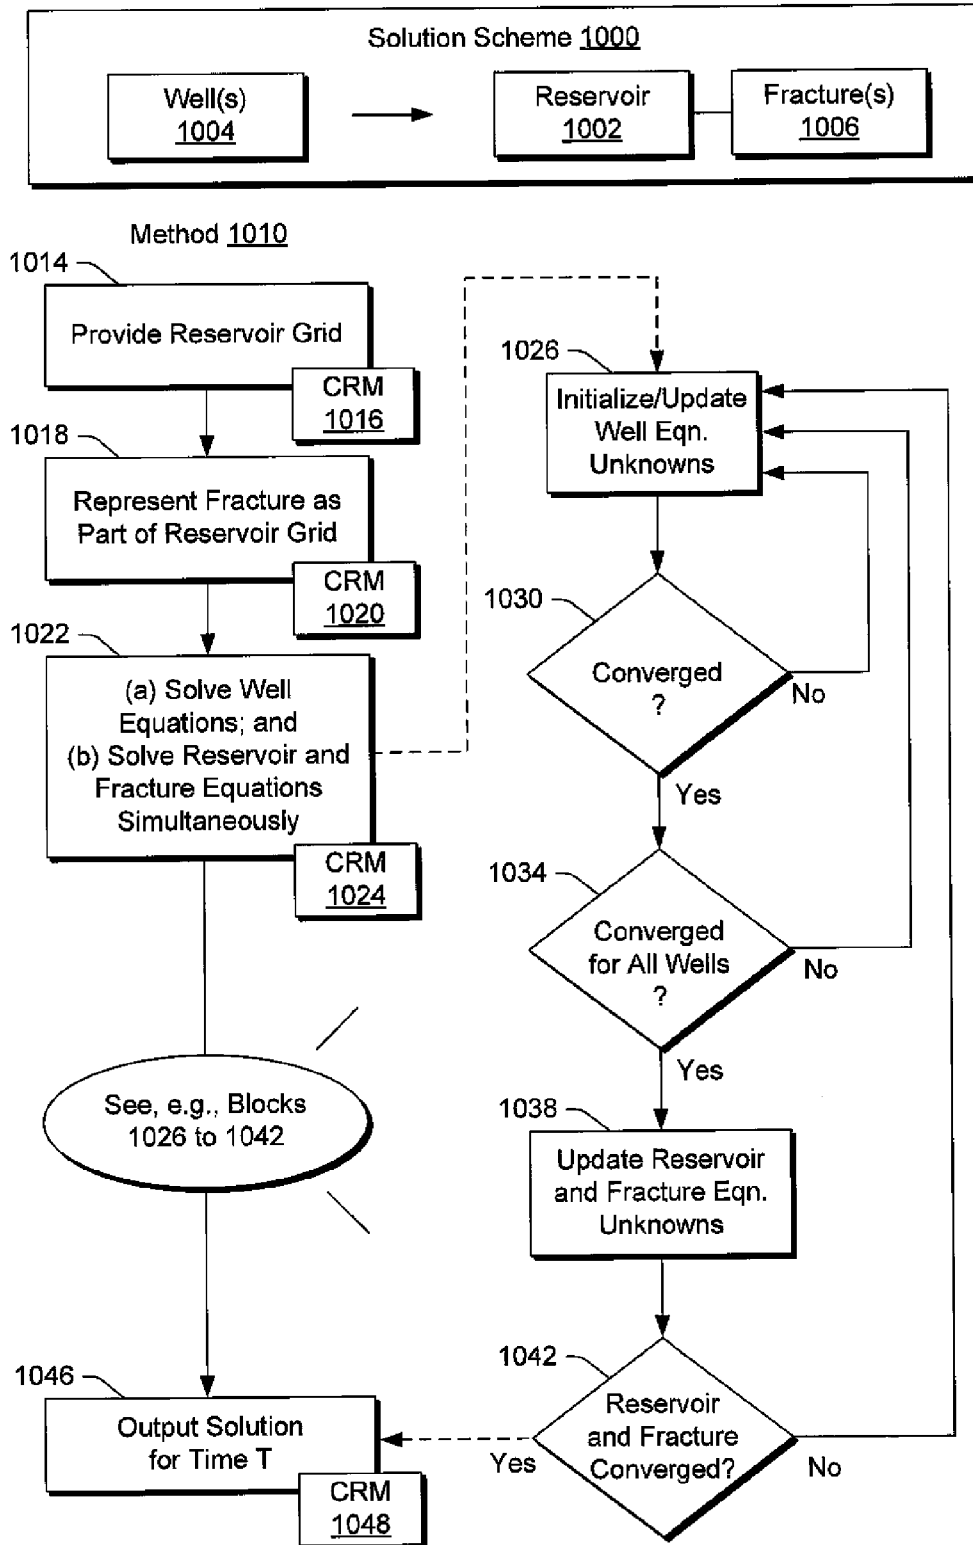 Solution Scheme 1000
Well(s)
1004
Reservoir
1002
Fracture(s)
1006
Method 1010
1014
Provide Reservoir Grid
CRM
1016
1018
Represent Fracture as
Part of Reservoir Grid
CRM
1020
1022
(a) Solve Well
Equations; and
(b) Solve Reservoir and
Fracture Equations
Simultaneously
CRM
1024
See, e.g., Blocks
1026 to 1042
1046
Output Solution
for Time T
CRM
1048
1026
Initialize/Update
Well Eqn.
Unknowns
1030
Converged
?
No
Yes
1034
Converged
for All Wells
?
No
Yes
1038
Update Reservoir
and Fracture Eqn.
Unknowns
1042
Reservoir
and Fracture
Converged?
Yes
No